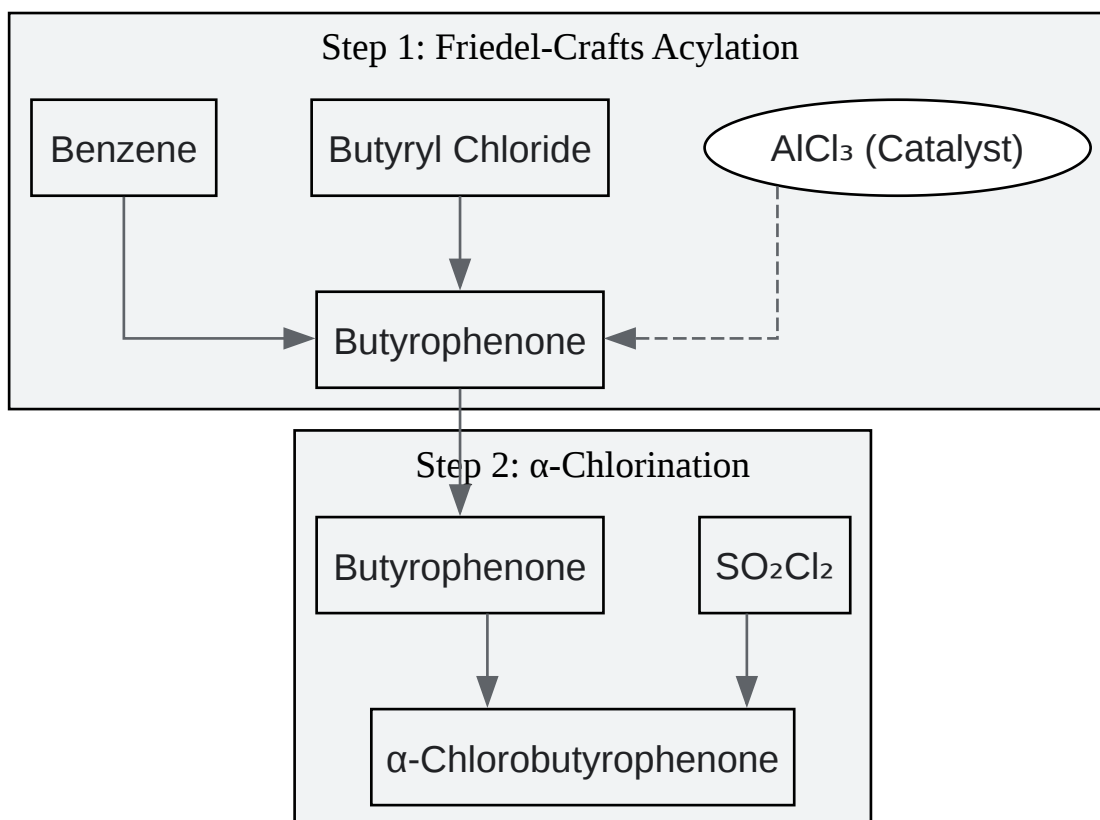 Step 1: Friedel-Crafts Acylation
Benzene
Butyryl Chloride
AlCl₃ (Catalyst)
Butyrophenone
Step 2: α-Chlorination
Butyrophenone
SO₂Cl₂
α-Chlorobutyrophenone